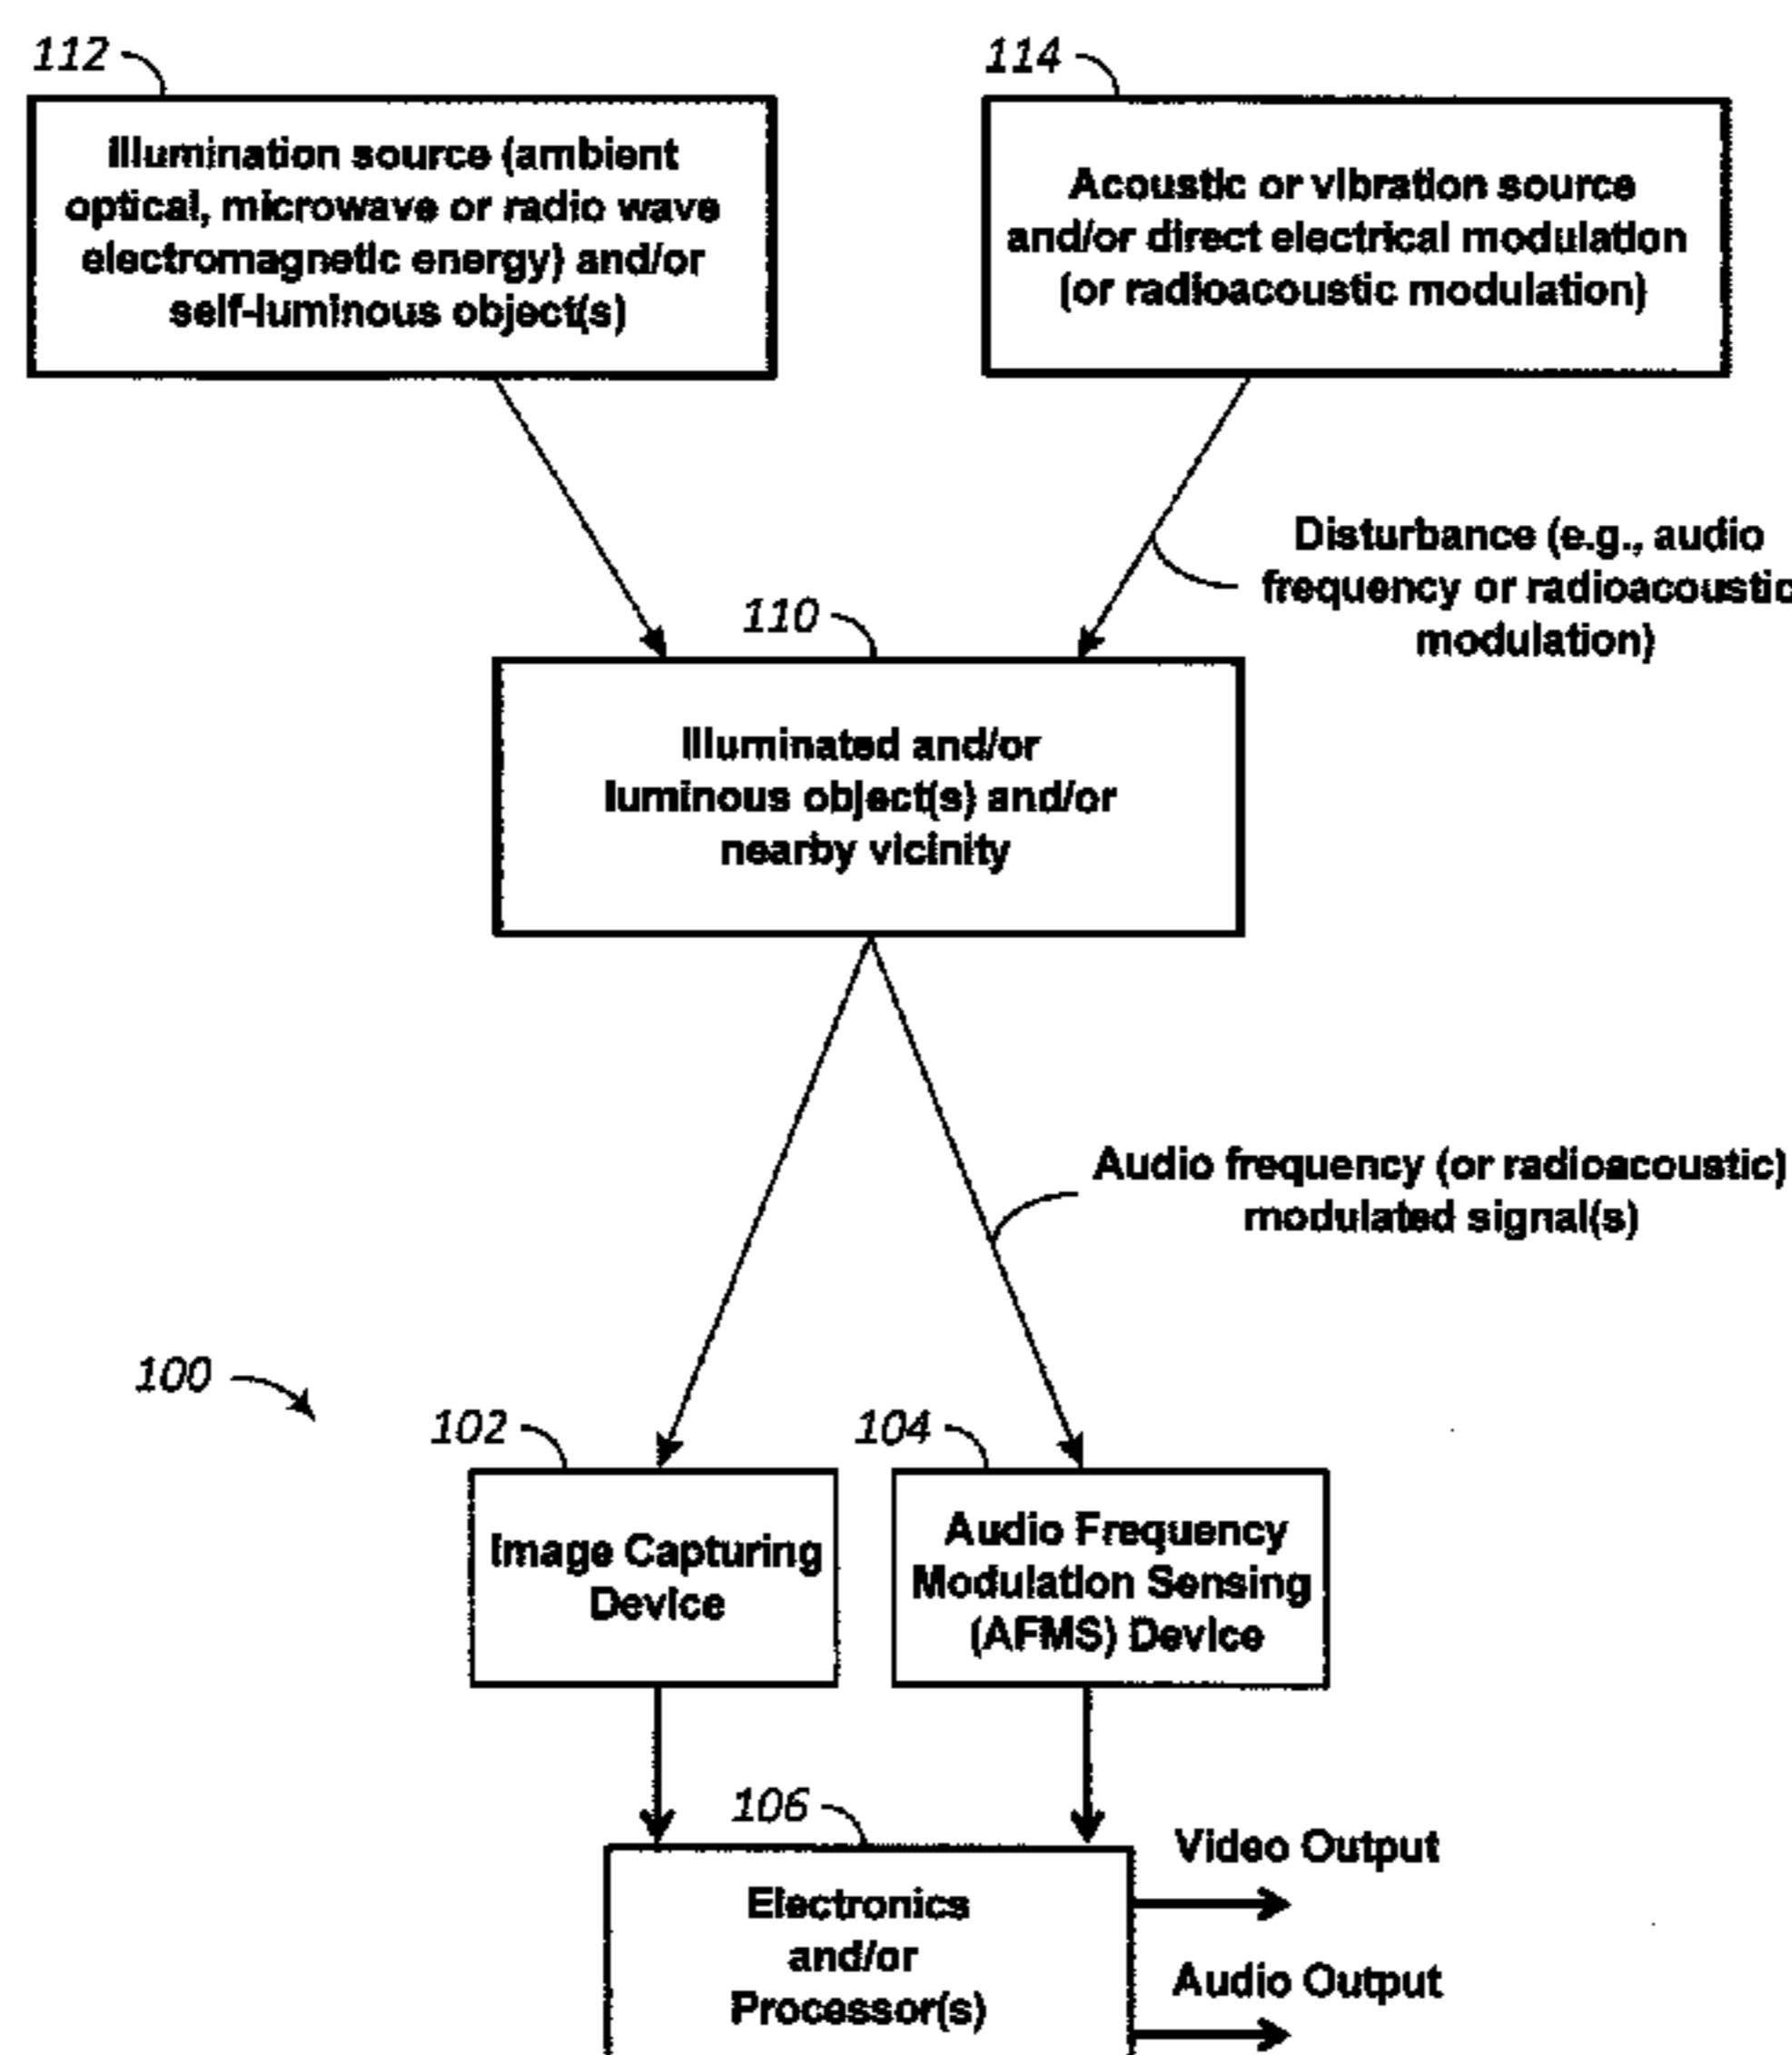 112
114
Illumination source (ambient
optical, microwave or radio wave
electromagnetic energy) and/or
self-luminous object(s)
Acoustic or vibration source
and/or direct electrical modulation
(or radioacoustic modulation)
Disturbance (e.g., audio
frequency or radioacoustic
modulation)
110
Illuminated and/or
luminous object(s) and/or
nearby vicinity
Audio frequency (or radioacoustic)
modulated signal(s)
100
102
104
Image Capturing
Device
Audio Frequency
Modulation Sensing
(AFMS) Device
106
Electronics
and/or
Processor(s)
Video Output
Audio Output